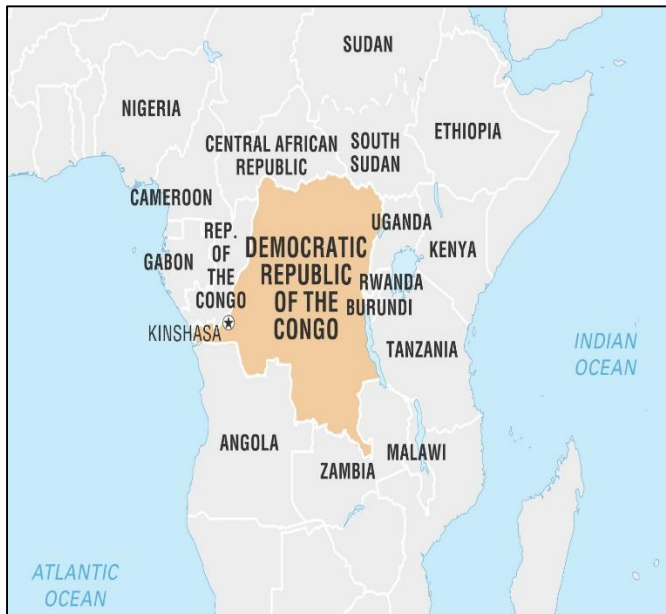 SUDAN
NIGERIA
ETHIOPIA
CENTRAL AFRICAN
REPUBLIC
SOUTH
SUDAN
CAMEROON
UGANDA
REP.
OF
THE
CONGO
DEMOCRATIC
REPUBLIC
OF THE
CONGO
KENYA
GABON
RWANDA
BURUNDI
KINSHASA
TANZANIA
INDIAN
OCEAN
ANGOLA
MALAWI
ZAMBIA
ATLANTIC
OCEAN